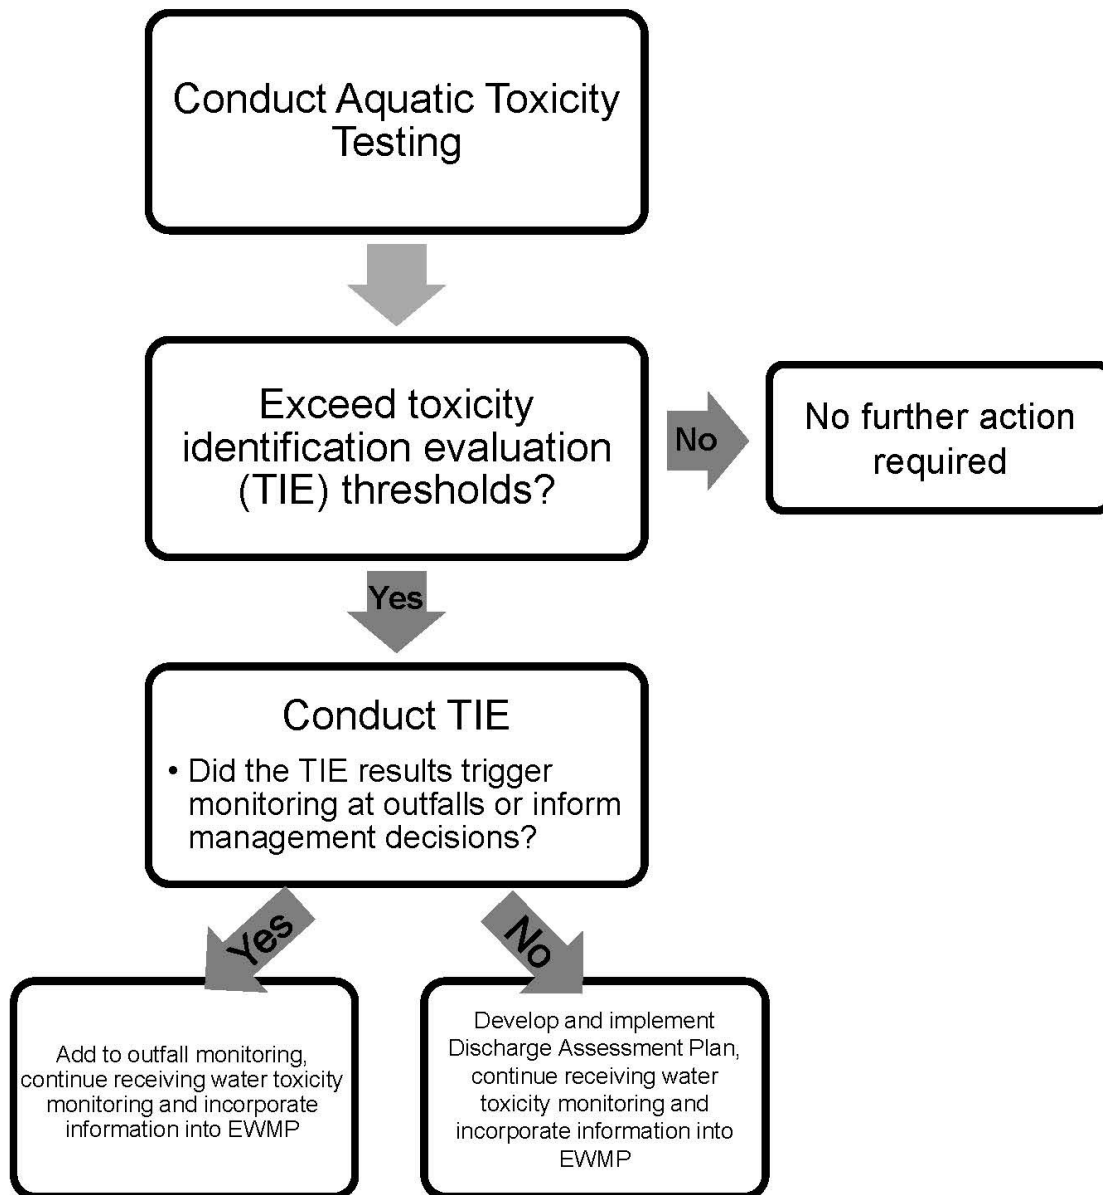 Conduct Aquatic Toxicity
Testing
Exceed toxicity
identification evaluation
(TIE) thresholds?
No
No further action
required
Yes
Conduct TIE
• Did the TIE results trigger
monitoring at outfalls or inform
management decisions?
Yes
No
Add to outfall monitoring,
continue receiving water toxicity
monitoring and incorporate
information into EWMP
Develop and implement
Discharge Assessment Plan,
continue receiving water
toxicity monitoring and
incorporate information into
EWMP